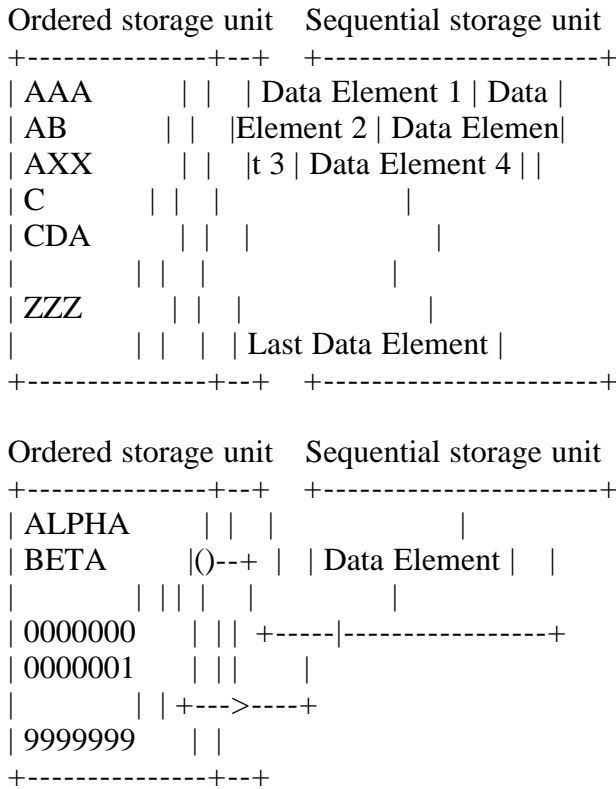 Ordered storage unit    Sequential storage unit
+---------------+--+    +-----------------------+
| AAA           | |   | Data Element 1 | Data |
| AB           | |    |Element 2 | Data Elemen|
| AXX           | |   |t 3 | Data Element 4 | |
| C           | |   |                       |
| CDA           | |   |                       |
|              | |   |                       |
| ZZZ           | |   |                       |
|              | |   | | Last Data Element |
+---------------+--+    +-----------------------+

Ordered storage unit    Sequential storage unit
+---------------+--+    +-----------------------+
| ALPHA         | |   |                       |
| BETA          |()--+  |   | Data Element |   |
|              | | | |    |                 |
| 0000000       | | |  +-----|-----------------+
| 0000001       | | |        |
|              | | +--->----+
| 9999999       | |
+---------------+--+